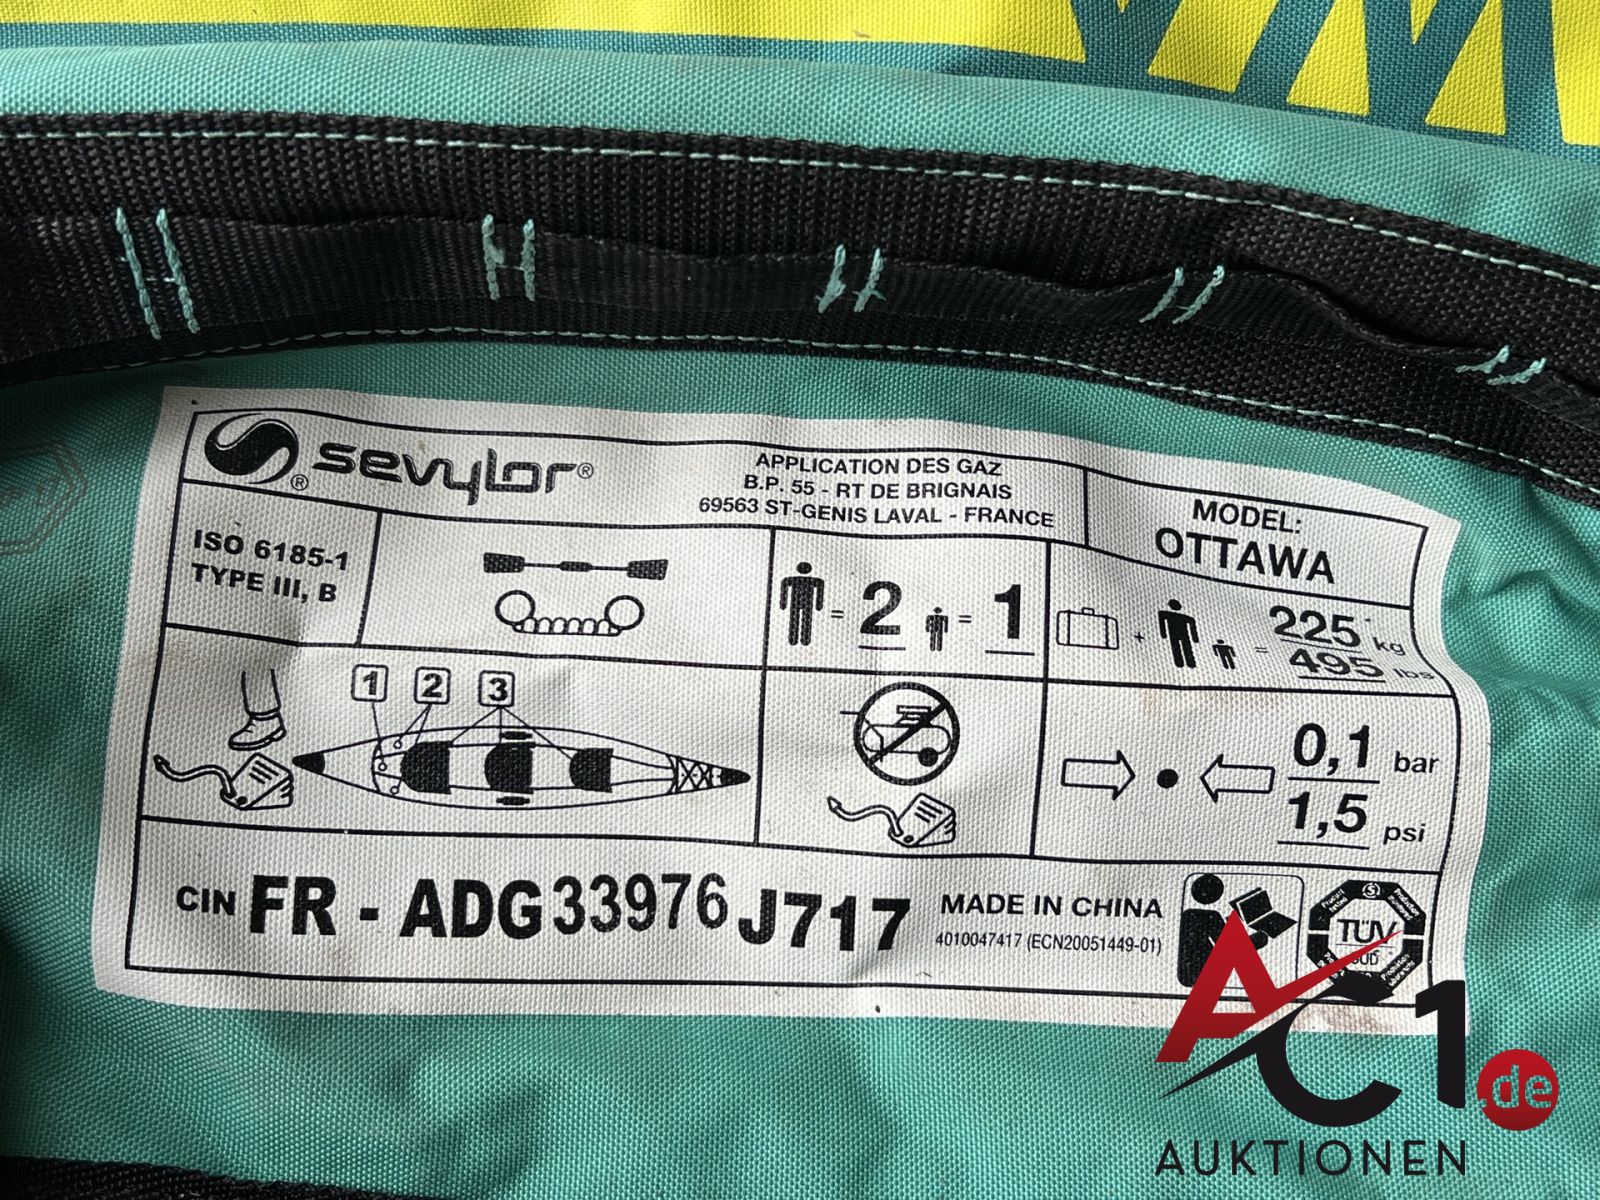 sevylor®
®
APPLICATION DES GAZ
B.P. 55 - RT DE BRIGNAIS
69563 ST-GENIS LAVAL - FRANCE
MODEL:
OTTAWA
ISO 6185-1
TYPE III, B
= 2 = 1
+ = 225 kg
495 lbs
1 2 3
0,1 bar
1,5 psi
CIN FR - ADG33976J717
MADE IN CHINA
4010047417 (ECN20051449-01)
TÜV
SÜD
AC1.de
AUKTIONEN